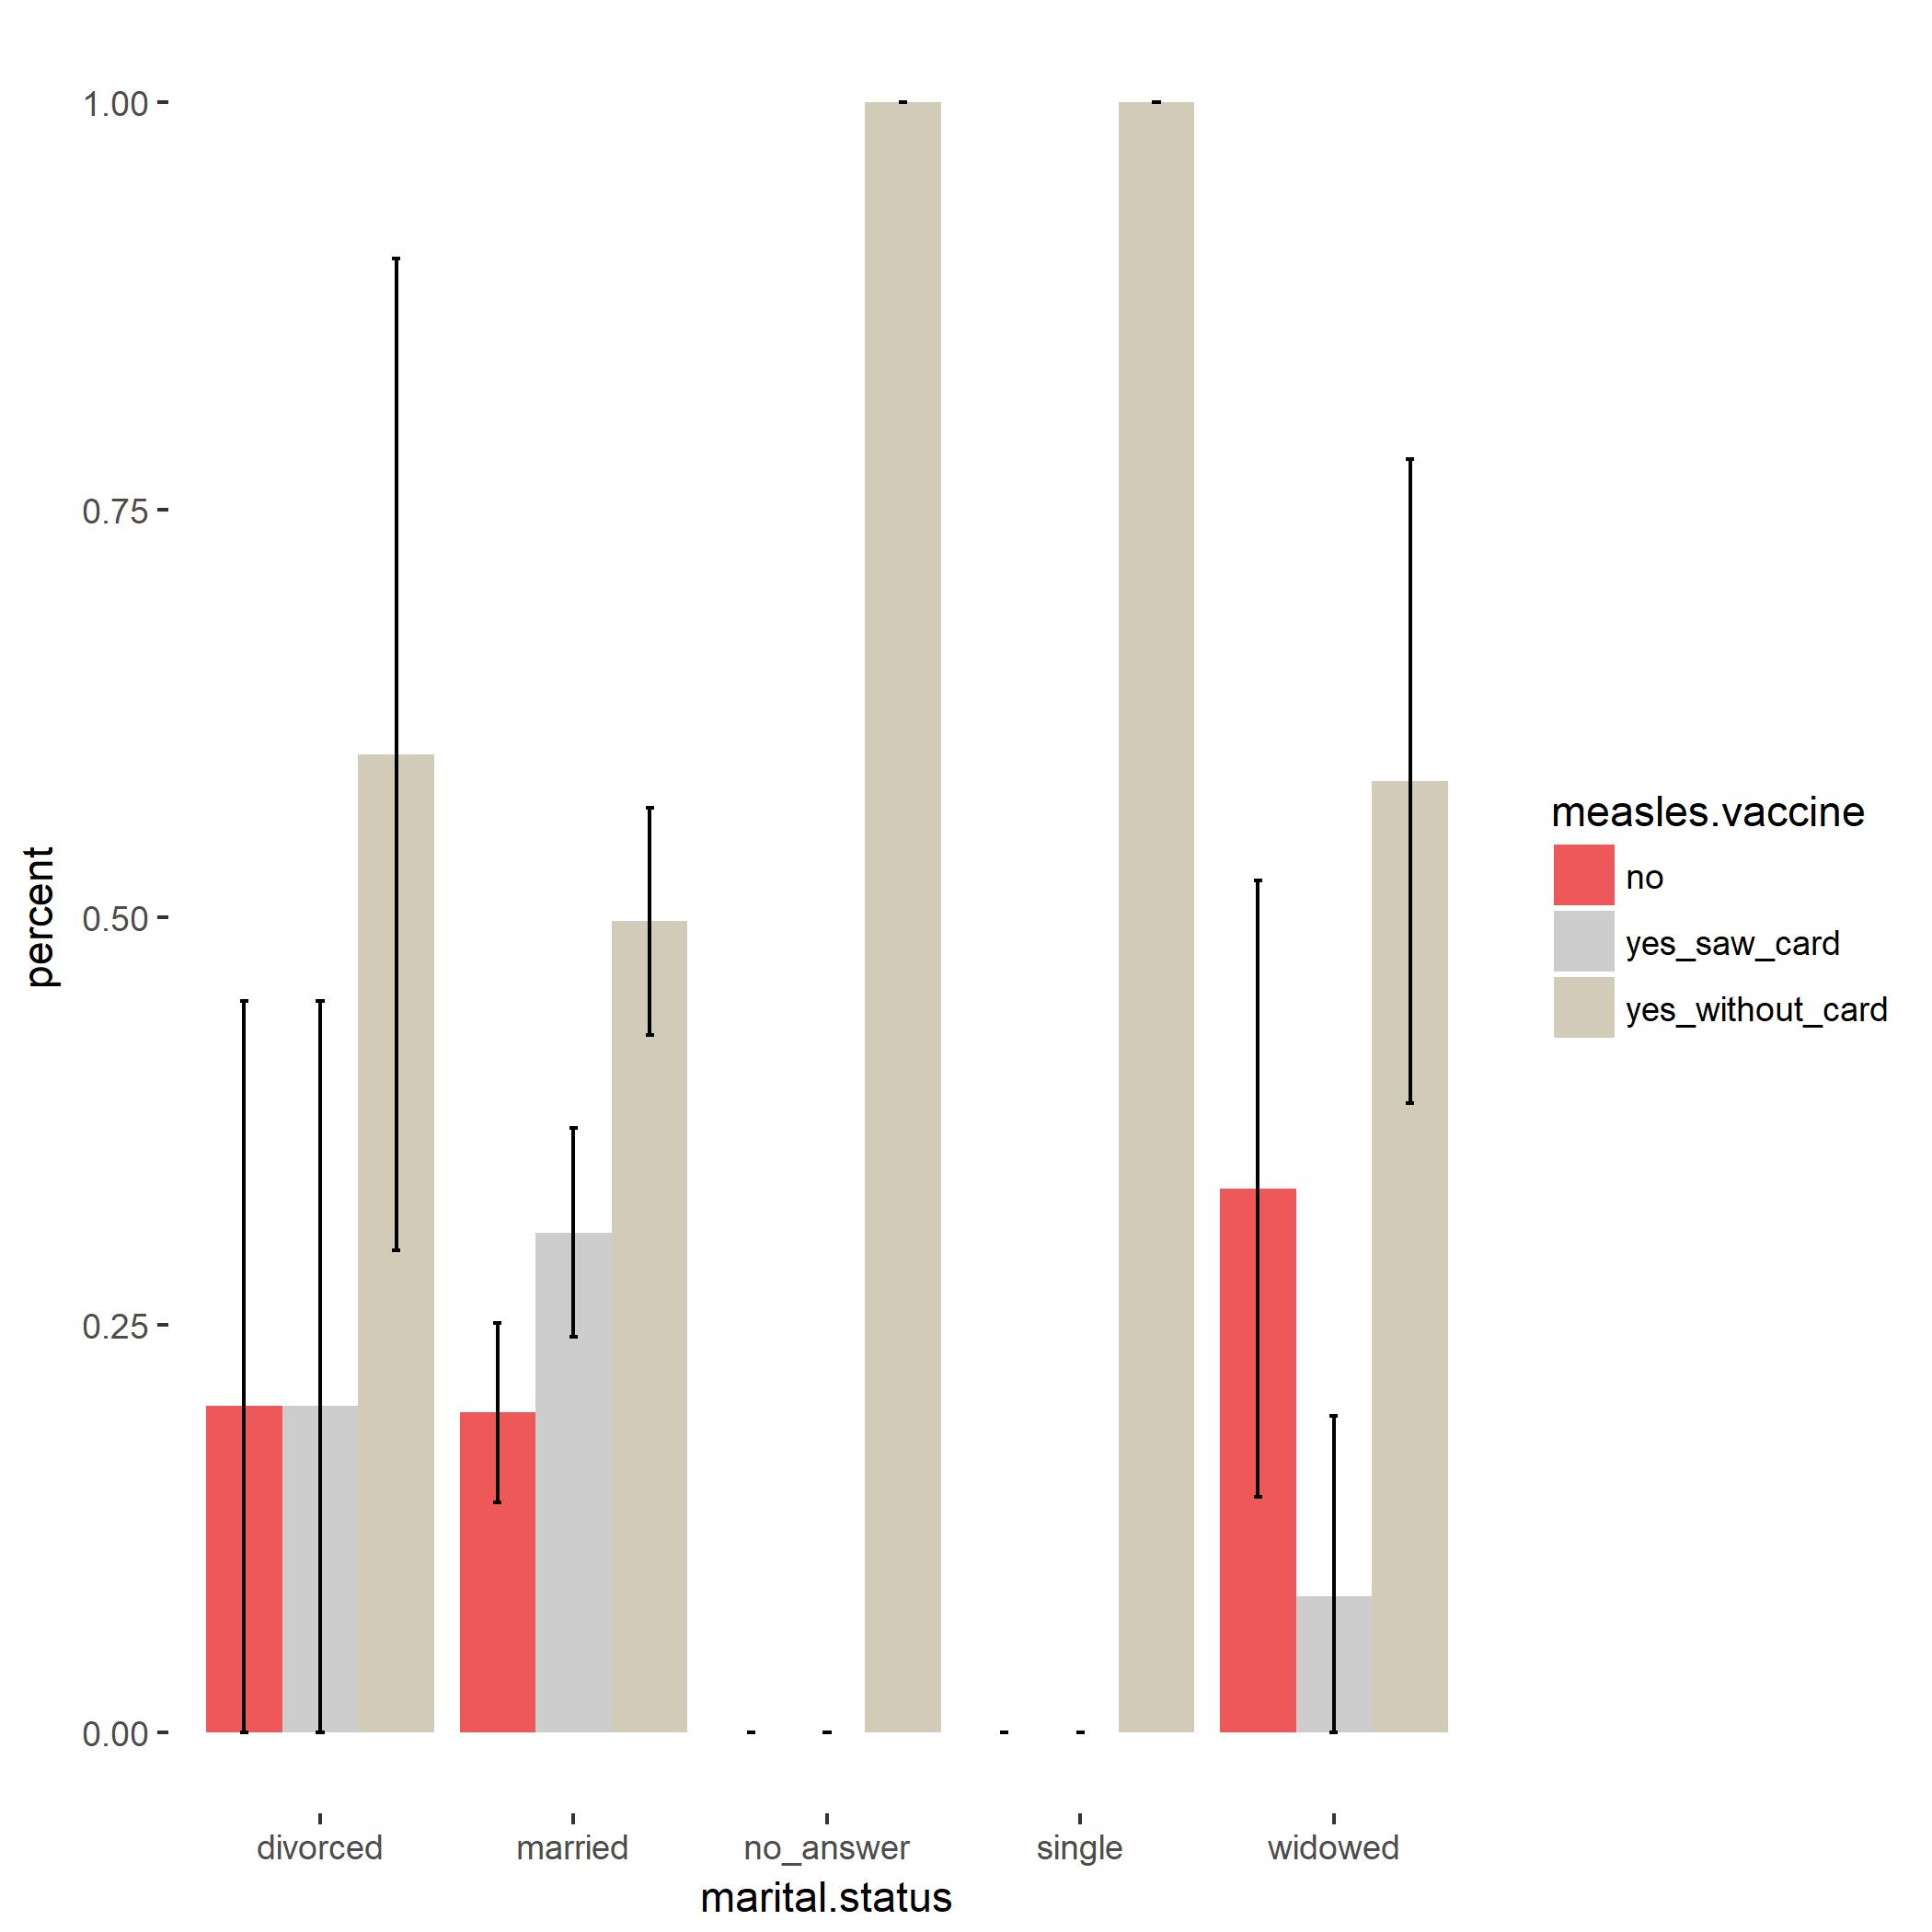 1.00
0.75
0.50
0.25
0.00
percent
divorced married no_answer single widowed
marital.status
measles.vaccine
no
yes_saw_card
yes_without_card